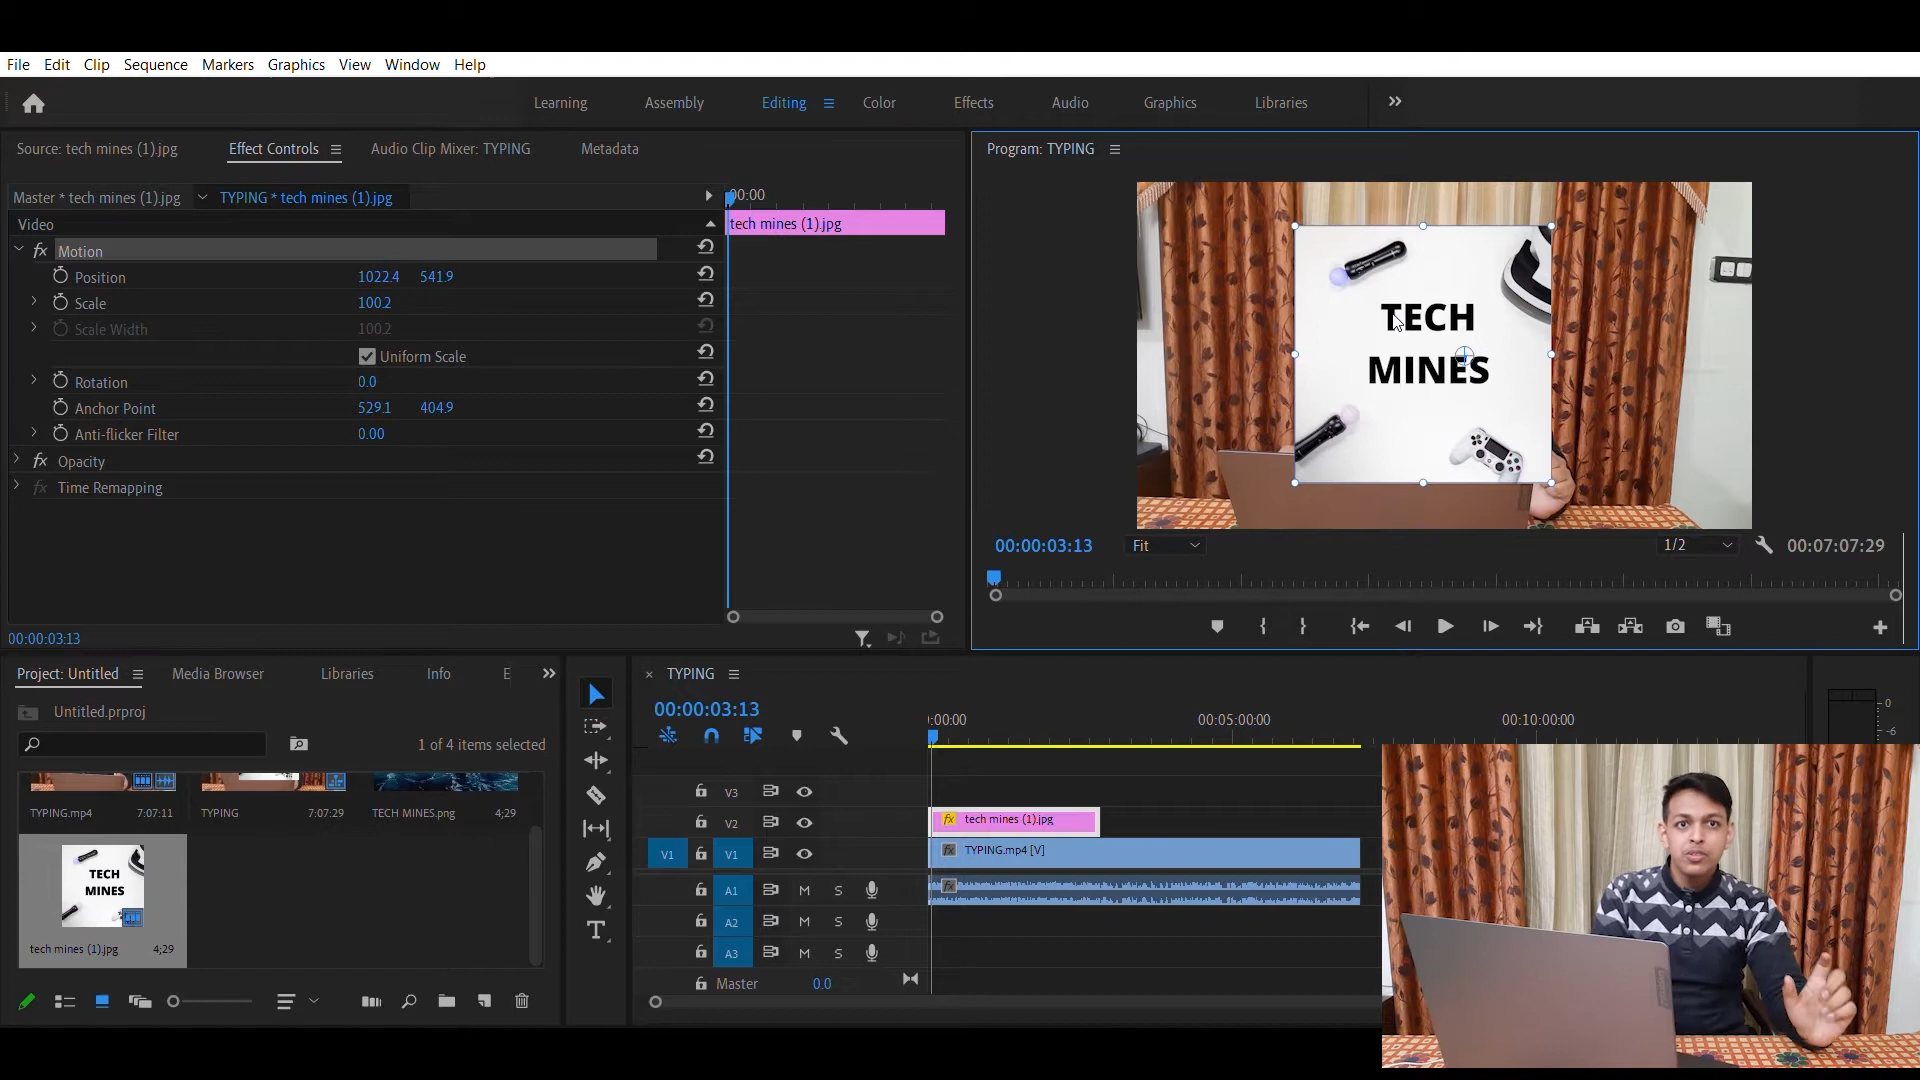 File Edit Clip Sequence Markers Graphics View Window Help
Learning Assembly Editing Color Effects Audio Graphics Libraries
Source: tech mines (1).jpg Effect Controls Audio Clip Mixer: TYPING Metadata
Master * tech mines (1).jpg TYPING * tech mines (1).jpg
:00:00
Video
tech mines (1).jpg
fx Motion
Position 1022.4 541.9
Scale 100.2
Scale Width 100.2
Uniform Scale
Rotation 0.0
Anchor Point 529.1 404.9
Anti-flicker Filter 0.00
fx Opacity
fx Time Remapping
00:00:03:13
Program: TYPING
TECH
MINES
00:00:03:13 Fit 1/2 00:07:07:29
Project: Untitled Media Browser Libraries Info E
Untitled.prproj
1 of 4 items selected
TYPING.mp4 7:07:11 TYPING 7:07:29 TECH MINES.png 4;29
TECH
MINES
tech mines (1).jpg 4;29
TYPING
00:00:03:13
:00:00 00:05:00:00 00:10:00:00
V3
V2 fx tech mines (1).jpg
V1 V1 fx TYPING.mp4 [V]
A1 M S fx
A2 M S
A3 M S
Master 0.0
0
-6